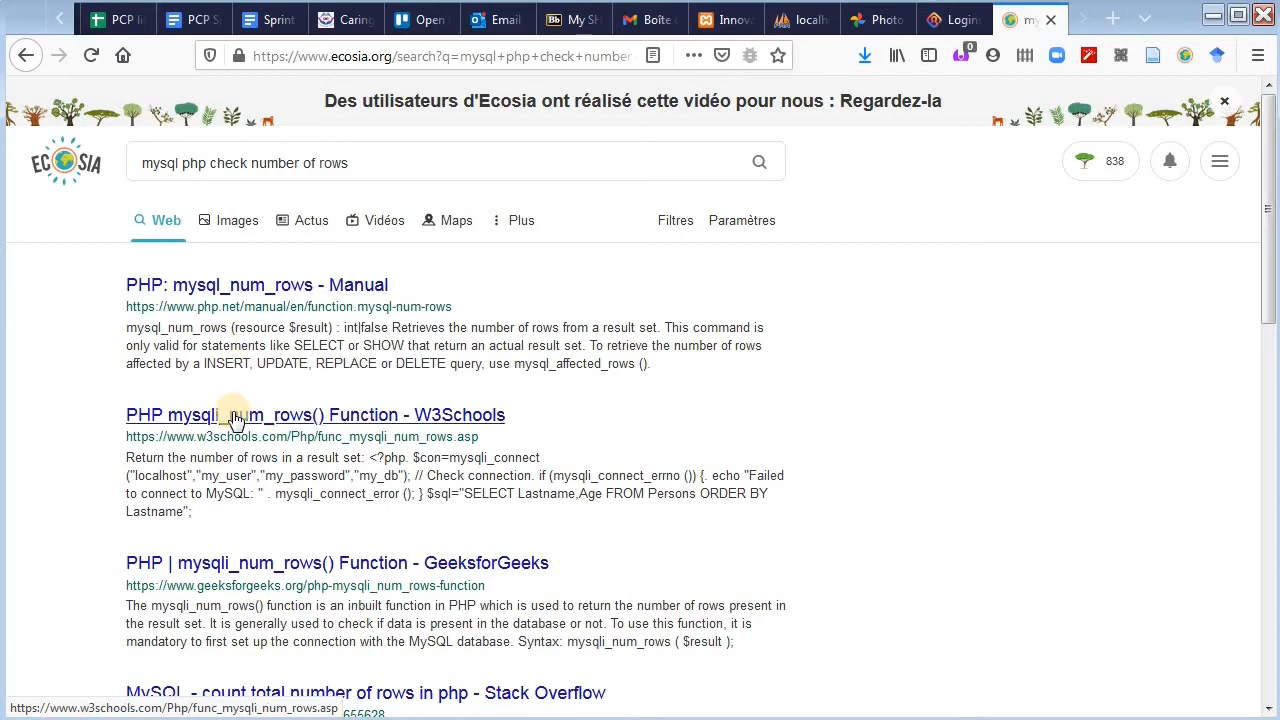 PCP li
PCP S
Sprint
Caring
Open
Email
My SH
Boîte
Innova
localh
Photo
Login
my
https://www.ecosia.org/search?q=mysql+php+check+number
0
Des utilisateurs d'Ecosia ont réalisé cette vidéo pour nous : Regardez-la
ECOSIA
mysql php check number of rows
838
Web
Images
Actus
Vidéos
Maps
Plus
Filtres
Paramètres
PHP: mysql_num_rows - Manual
https://www.php.net/manual/en/function.mysql-num-rows
mysql_num_rows (resource $result) : int|false Retrieves the number of rows from a result set. This command is
only valid for statements like SELECT or SHOW that return an actual result set. To retrieve the number of rows
affected by a INSERT, UPDATE, REPLACE or DELETE query, use mysql_affected_rows ().
PHP mysqli_num_rows() Function - W3Schools
https://www.w3schools.com/Php/func_mysqli_num_rows.asp
Return the number of rows in a result set: <?php. $con=mysqli_connect
("localhost","my_user","my_password","my_db"); // Check connection. if (mysqli_connect_errno ()) {. echo "Failed
to connect to MySQL: " . mysqli_connect_error (); } $sql="SELECT Lastname,Age FROM Persons ORDER BY
Lastname";
PHP | mysqli_num_rows() Function - GeeksforGeeks
https://www.geeksforgeeks.org/php-mysqli_num_rows-function
The mysqli_num_rows() function is an inbuilt function in PHP which is used to return the number of rows present in
the result set. It is generally used to check if data is present in the database or not. To use this function, it is
mandatory to first set up the connection with the MySQL database. Syntax: mysqli_num_rows ( $result );
MySQL - count total number of rows in php - Stack Overflow
https://www.w3schools.com/Php/func_mysqli_num_rows.asp
655628